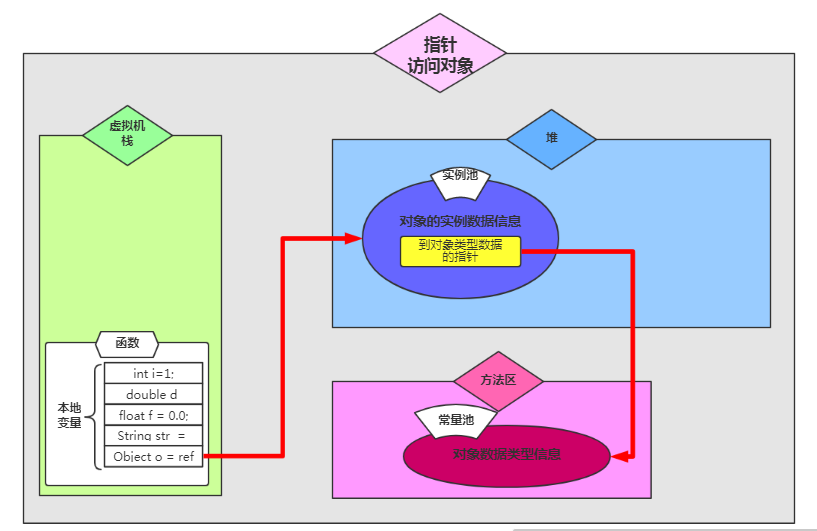 指针
访问对象
虚拟机
栈
堆
实例池
对象的实例数据信息
到对象类型数据
的指针
函数
本地
变量
int i=1;
double d
float f = 0.0;
String str =
Object o = ref
方法区
常量池
对象数据类型信息